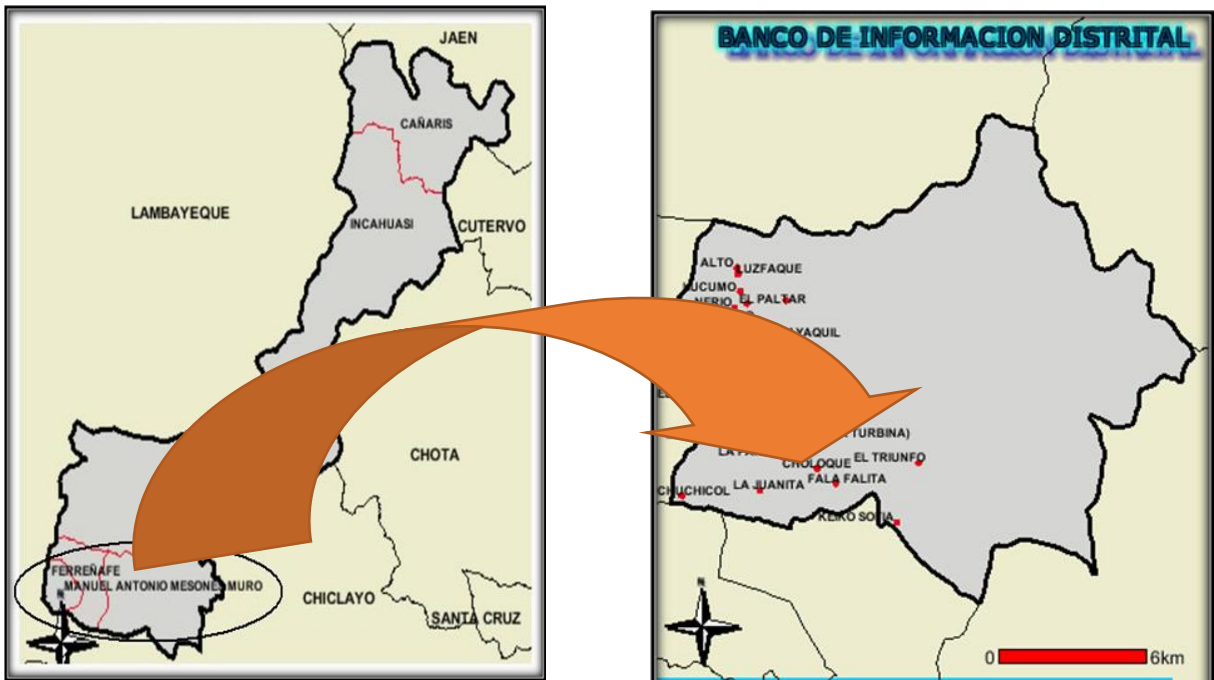 JAEN
CAÑARIS
LAMBAYEQUE
INCAHUASI
CUTERVO
CHOTA
FERREÑAFE
MANUEL ANTONIO MESONES MURO
N
CHICLAYO
SANTA CRUZ
BANCO DE INFORMACION DISTRITAL
ALTO
LUZFAQUE
EL PALTAR
TURBINA)
CHOLOQUE
EL TRIUNFO
CHUCHICOL
LA JUANITA
FALA FALITA
KEIKO SOFIA
N
0
6km